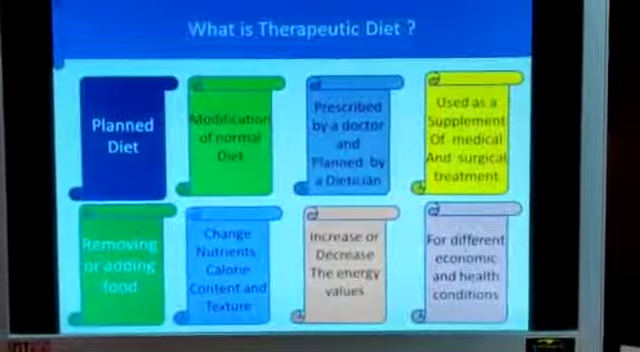 What is Therapeutic Diet ?
Planned
Diet
Modification
of normal
Diet
Prescribed
by a doctor
and
Planned by
a Dietician
Used as a
Supplement
Of medical
And surgical
treatment
Removing
or adding
food
Change
Nutrients
Calorie
Content and
Texture
Increase or
Decrease
The energy
values
For different
economic
and health
conditions